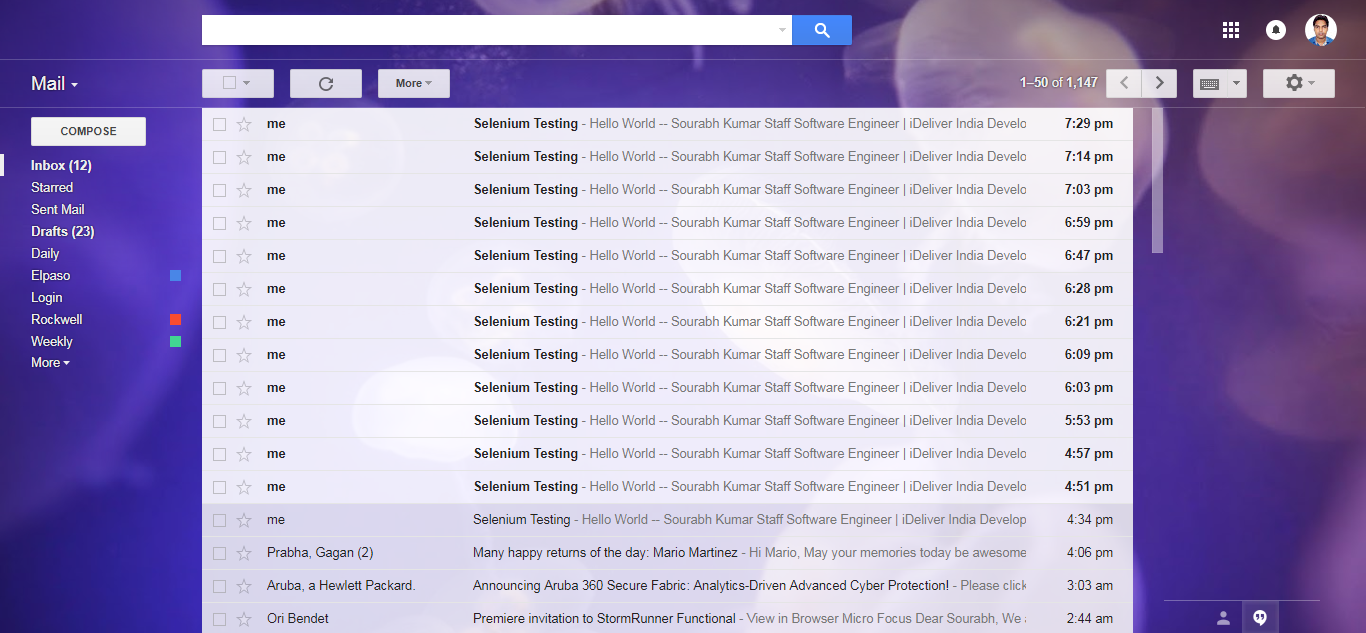 Mail
More
1–50 of 1,147
COMPOSE
Inbox (12)
Starred
Sent Mail
Drafts (23)
Daily
Elpaso
Login
Rockwell
Weekly
More
me Selenium Testing - Hello World -- Sourabh Kumar Staff Software Engineer | iDeliver India Develo 7:29 pm
me Selenium Testing - Hello World -- Sourabh Kumar Staff Software Engineer | iDeliver India Develo 7:14 pm
me Selenium Testing - Hello World -- Sourabh Kumar Staff Software Engineer | iDeliver India Develo 7:03 pm
me Selenium Testing - Hello World -- Sourabh Kumar Staff Software Engineer | iDeliver India Develo 6:59 pm
me Selenium Testing - Hello World -- Sourabh Kumar Staff Software Engineer | iDeliver India Develo 6:47 pm
me Selenium Testing - Hello World -- Sourabh Kumar Staff Software Engineer | iDeliver India Develo 6:28 pm
me Selenium Testing - Hello World -- Sourabh Kumar Staff Software Engineer | iDeliver India Develo 6:21 pm
me Selenium Testing - Hello World -- Sourabh Kumar Staff Software Engineer | iDeliver India Develo 6:09 pm
me Selenium Testing - Hello World -- Sourabh Kumar Staff Software Engineer | iDeliver India Develo 6:03 pm
me Selenium Testing - Hello World -- Sourabh Kumar Staff Software Engineer | iDeliver India Develo 5:53 pm
me Selenium Testing - Hello World -- Sourabh Kumar Staff Software Engineer | iDeliver India Develo 4:57 pm
me Selenium Testing - Hello World -- Sourabh Kumar Staff Software Engineer | iDeliver India Develo 4:51 pm
me Selenium Testing - Hello World -- Sourabh Kumar Staff Software Engineer | iDeliver India Develop 4:34 pm
Prabha, Gagan (2) Many happy returns of the day: Mario Martinez - Hi Mario, May your memories today be awesome 4:06 pm
Aruba, a Hewlett Packard. Announcing Aruba 360 Secure Fabric: Analytics-Driven Advanced Cyber Protection! - Please click 3:03 am
Ori Bendet Premiere invitation to StormRunner Functional - View in Browser Micro Focus Dear Sourabh, We 2:44 am